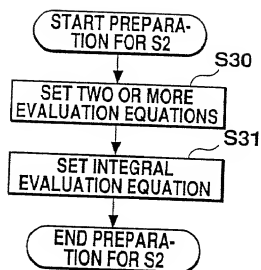 START PREPARA-
TION FOR S2
S30
SET TWO OR MORE
EVALUATION EQUATIONS
S31
SET INTEGRAL
EVALUATION EQUATION
END PREPARA-
TION FOR S2